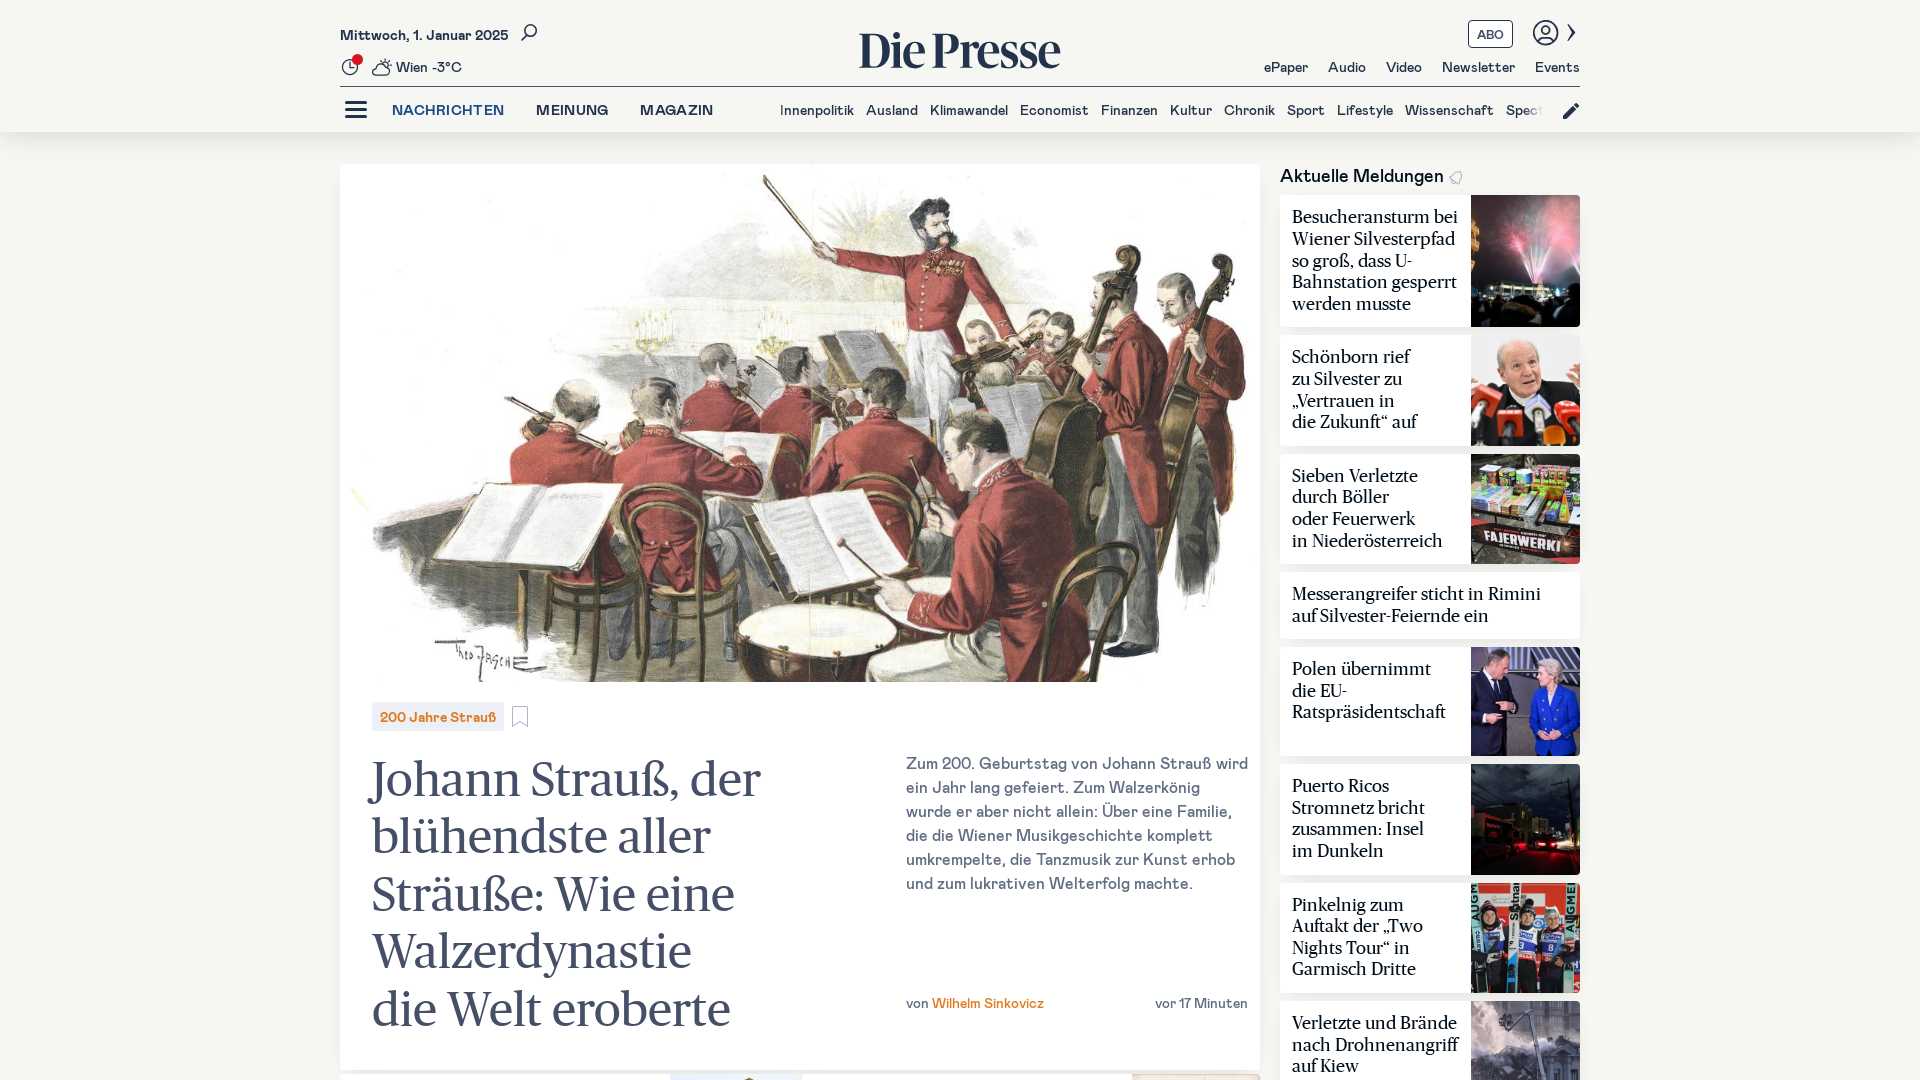 Mittwoch, 1. Januar 2025
Wien -3°C
Die Presse
ABO
ePaper Audio Video Newsletter Events
NACHRICHTEN MEINUNG MAGAZIN
Innenpolitik Ausland Klimawandel Economist Finanzen Kultur Chronik Sport Lifestyle Wissenschaft Spect
THEO ZASCHE
200 Jahre Strauß
Johann Strauß, der
blühendste aller
Sträuße: Wie eine
Walzerdynastie
die Welt eroberte
Zum 200. Geburtstag von Johann Strauß wird
ein Jahr lang gefeiert. Zum Walzerkönig
wurde er aber nicht allein: Über eine Familie,
die die Wiener Musikgeschichte komplett
umkrempelte, die Tanzmusik zur Kunst erhob
und zum lukrativen Welterfolg machte.
von Wilhelm Sinkovicz
vor 17 Minuten
Aktuelle Meldungen
Besucheransturm bei
Wiener Silvesterpfad
so groß, dass U-
Bahnstation gesperrt
werden musste
Schönborn rief
zu Silvester zu
„Vertrauen in
die Zukunft“ auf
Sieben Verletzte
durch Böller
oder Feuerwerk
in Niederösterreich
FAJERWERKI
Messerangreifer sticht in Rimini
auf Silvester-Feiernde ein
Polen übernimmt
die EU-
Ratspräsidentschaft
Puerto Ricos
Stromnetz bricht
zusammen: Insel
im Dunkeln
Pinkelnig zum
Auftakt der „Two
Nights Tour“ in
Garmisch Dritte
Verletzte und Brände
nach Drohnenangriff
auf Kiew